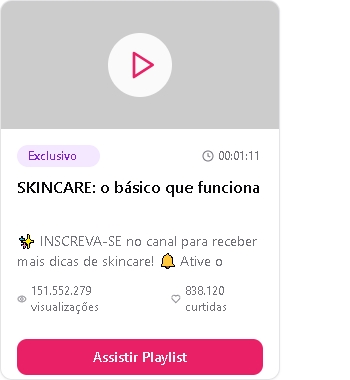 Exclusivo
00:01:11
SKINCARE: o básico que funciona
✨ INSCREVA-SE no canal para receber
mais dicas de skincare! 🔔 Ative o
151.552.279
visualizações
838.120
curtidas
Assistir Playlist